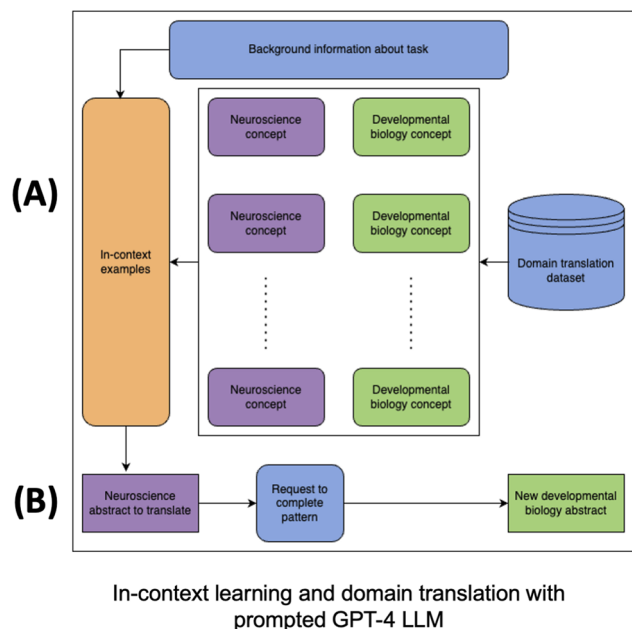 Background information about task
(A)
In-context
examples
Neuroscience
concept
Developmental
biology concept
Neuroscience
concept
Developmental
biology concept
Neuroscience
concept
Developmental
biology concept
Domain translation
dataset
(B)
Neuroscience
abstract to translate
Request to
complete
pattern
New developmental
biology abstract
In-context learning and domain translation with
prompted GPT-4 LLM